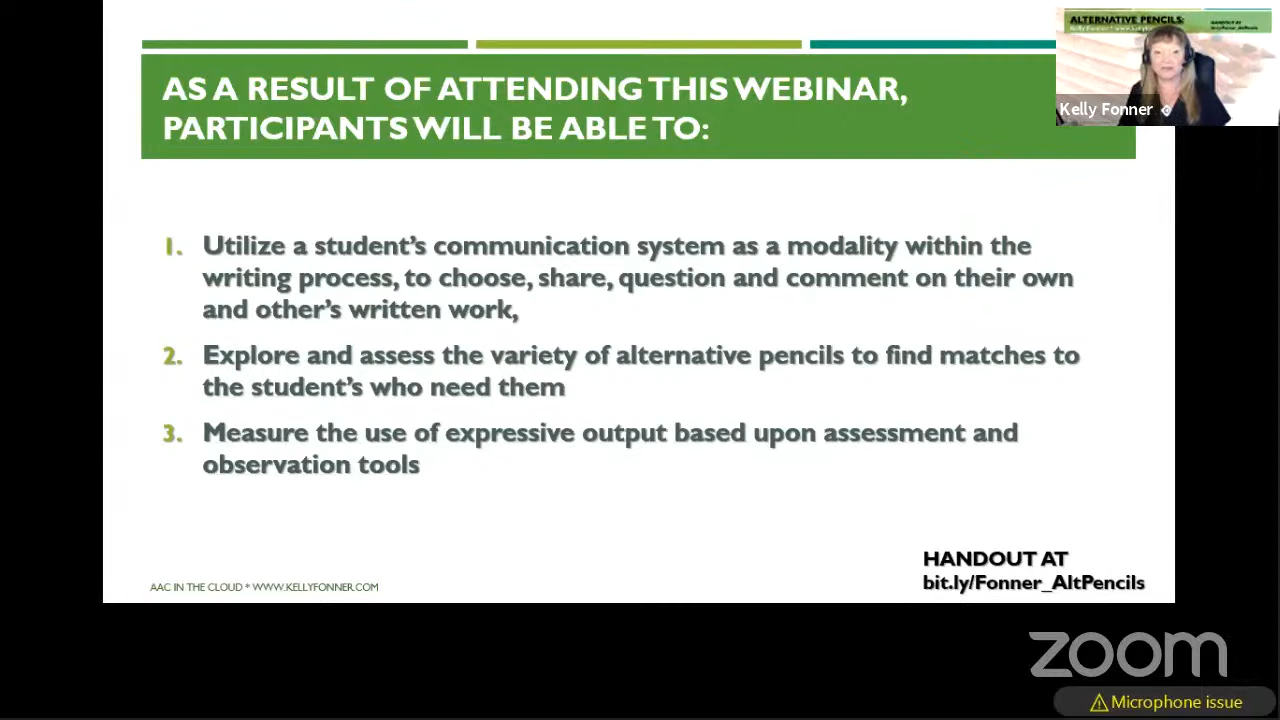 AS A RESULT OF ATTENDING THIS WEBINAR,
PARTICIPANTS WILL BE ABLE TO:
ALTERNATIVE PENCILS:
HANDOUT AT
Kelly Fonner
1. Utilize a student's communication system as a modality within the
writing process, to choose, share, question and comment on their own
and other's written work,
2. Explore and assess the variety of alternative pencils to find matches to
the student's who need them
3. Measure the use of expressive output based upon assessment and
observation tools
HANDOUT AT
bit.ly/Fonner_AltPencils
AAC IN THE CLOUD * WWW.KELLYFONNER.COM
zoom
Microphone issue